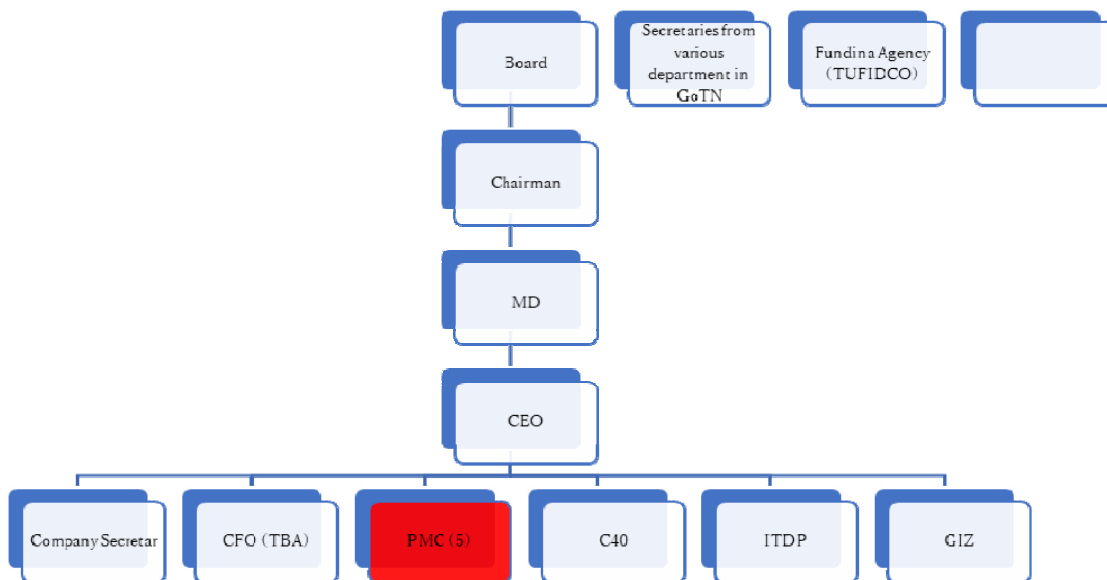 Board
Secretaries from
various
department in
GoTN
Fundina Agency
(TUFIDCO)
Chairman
MD
CEO
Company Secretar
CFO (TBA)
PMC (5)
C40
ITDP
GIZ